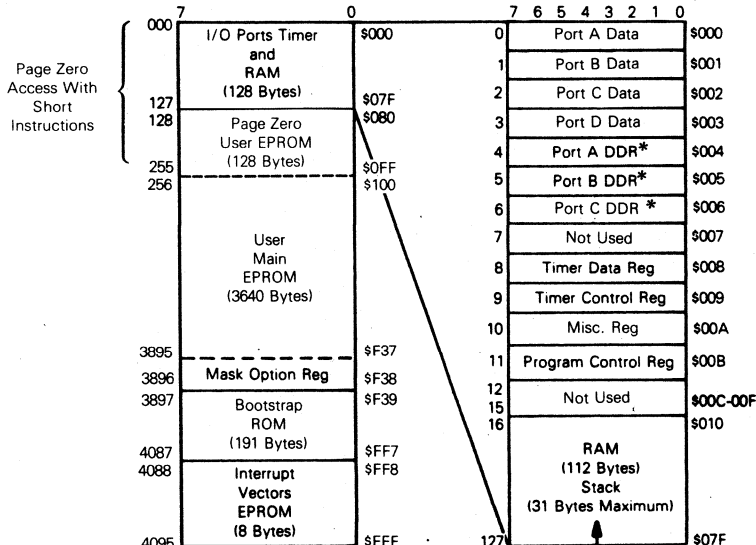 7 0
000
I/O Ports Timer
and
RAM
(128 Bytes)
$000
127
$07F
Page Zero
Access With
Short
Instructions
128
Page Zero
User EPROM
(128 Bytes)
$080
255
$0FF
256
$100
User
Main
EPROM
(3640 Bytes)
3895
$F37
3896
Mask Option Reg
$F38
3897
$F39
Bootstrap
ROM
(191 Bytes)
4087
$FF7
4088
$FF8
Interrupt
Vectors
EPROM
(8 Bytes)
4095
$FFF
7 6 5 4 3 2 1 0
0 Port A Data $000
1 Port B Data $001
2 Port C Data $002
3 Port D Data $003
4 Port A DDR* $004
5 Port B DDR* $005
6 Port C DDR * $006
7 Not Used $007
8 Timer Data Reg $008
9 Timer Control Reg $009
10 Misc. Reg $00A
11 Program Control Reg $00B
12
15
Not Used
$00C-00F
16
$010
RAM
(112 Bytes)
Stack
(31 Bytes Maximum)
127
$07F